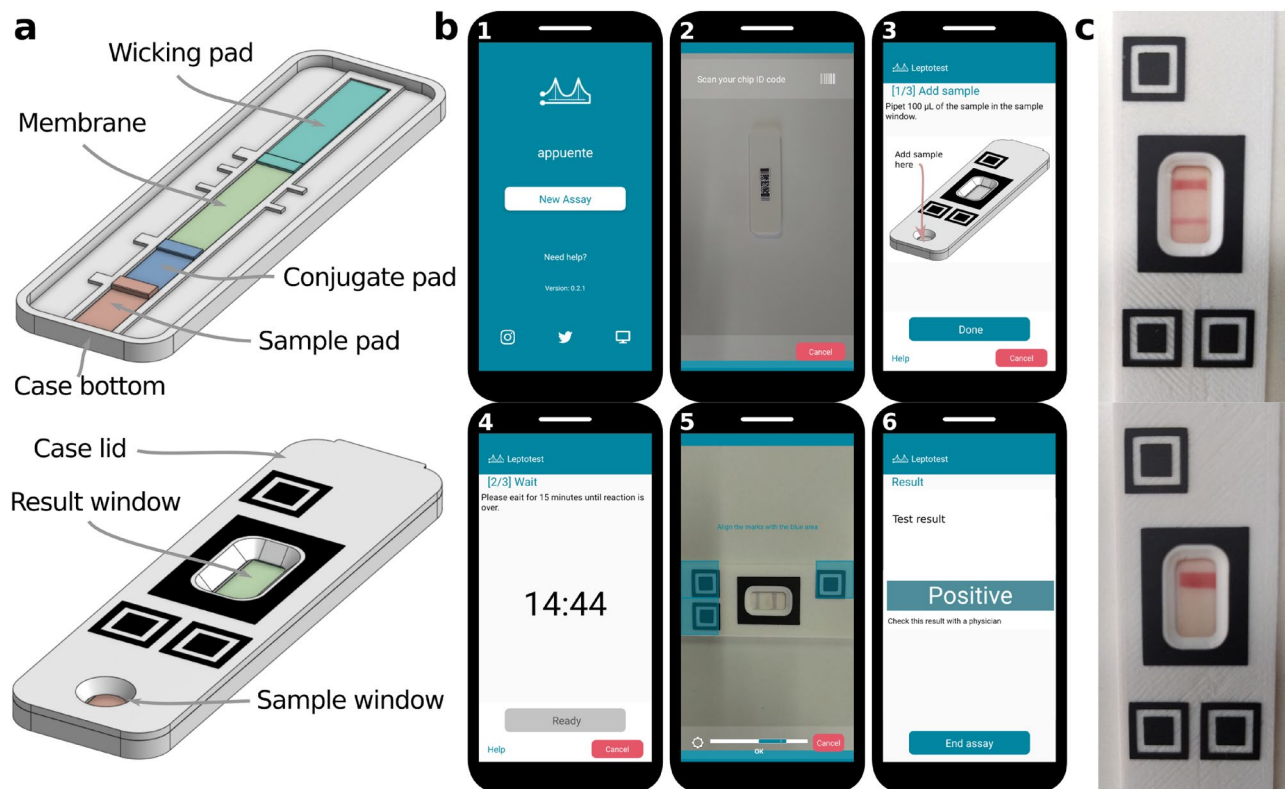 a
Wicking pad
Membrane
Conjugate pad
Sample pad
Case bottom
Case lid
Result window
Sample window
b
1
appuente
New Assay
Need help?
Version: 0.2.1
2
Scan your chip ID code
Cancel
3
Leptotest
[1/3] Add sample
Pipet 100 µL of the sample in the sample
window.
Add sample
here
Done
Help
Cancel
4
Leptotest
[2/3] Wait
Please eait for 15 minutes until reaction is
over.
14:44
Ready
Help
Cancel
5
Align the marks with the blue area
OK
Cancel
6
Leptotest
Result
Test result
Positive
Check this result with a physician
End assay
c